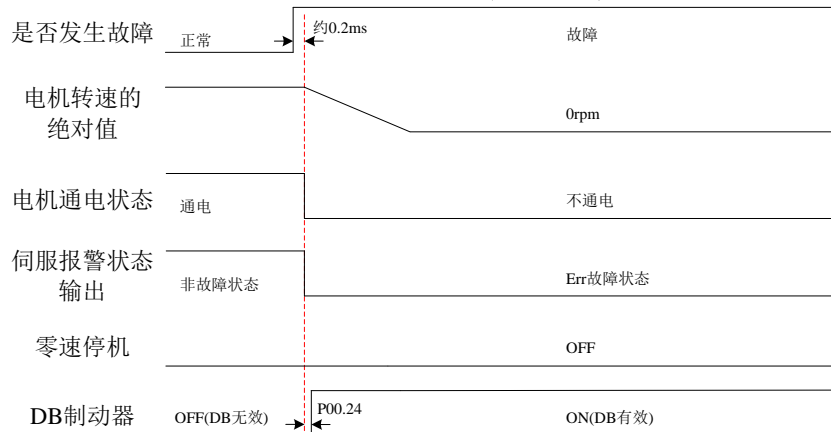 是否发生故障
正常
约0.2ms
故障
电机转速的
绝对值
0rpm
电机通电状态
通电
不通电
伺服报警状态
输出
非故障状态
Err故障状态
零速停机
OFF
DB制动器
OFF(DB无效)
P00.24
ON(DB有效)